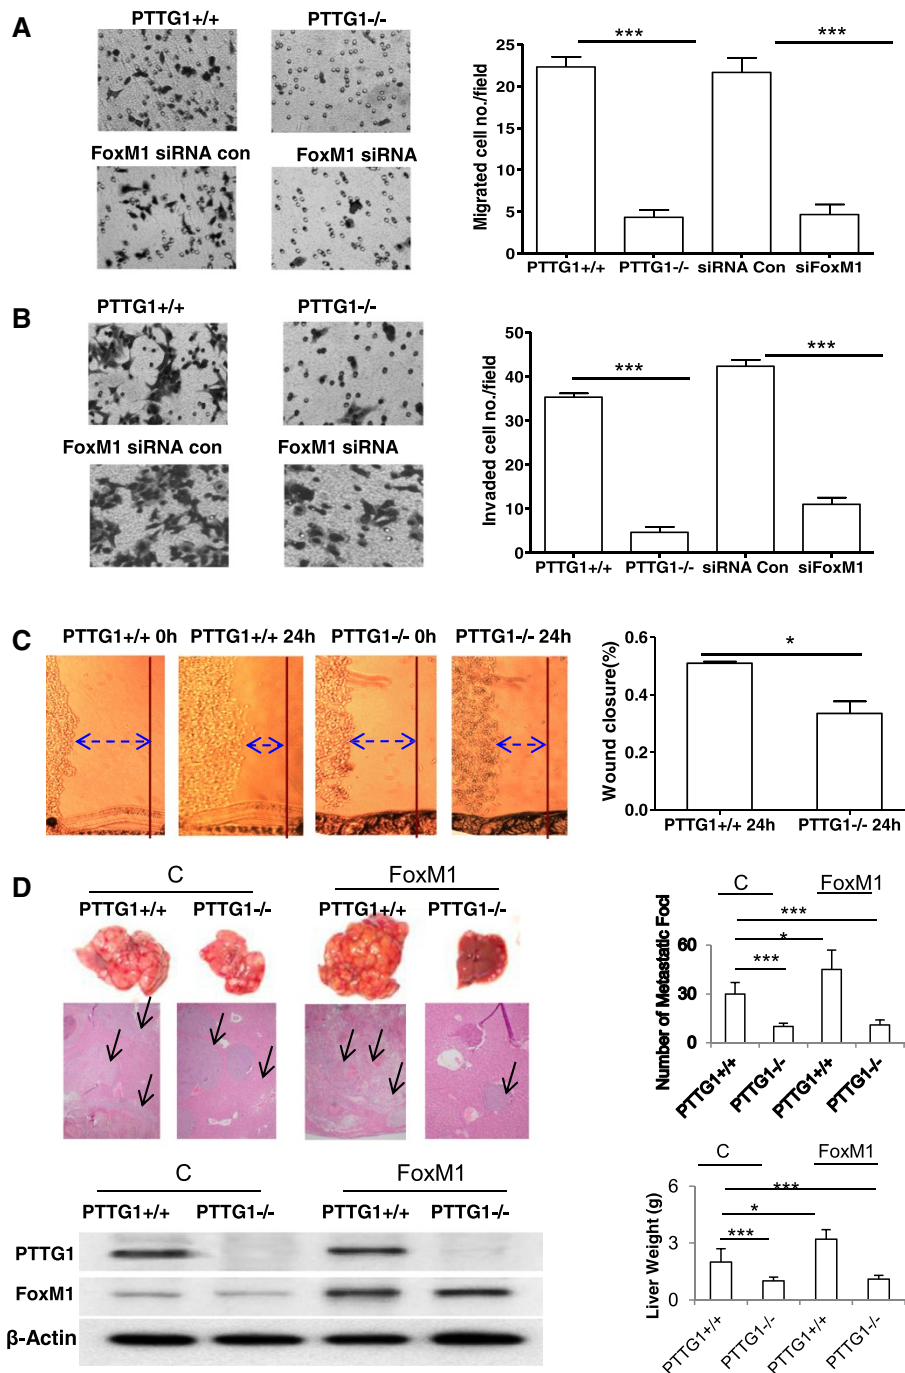 A
PTTG1+/+
PTTG1-/-
FoxM1 siRNA con
FoxM1 siRNA
Migrated cell no./field
25
20
15
10
5
0
***
***
PTTG1+/+
PTTG1-/-
siRNA Con
siFoxM1
B
PTTG1+/+
PTTG1-/-
FoxM1 siRNA con
FoxM1 siRNA
Invaded cell no./field
50
40
30
20
10
0
***
***
PTTG1+/+
PTTG1-/-
siRNA Con
siFoxM1
C
PTTG1+/+ 0h
PTTG1+/+ 24h
PTTG1-/- 0h
PTTG1-/- 24h
Wound closure(%)
0.6
0.4
0.2
0.0
*
PTTG1+/+ 24h
PTTG1-/- 24h
D
C
FoxM1
PTTG1+/+
PTTG1-/-
PTTG1+/+
PTTG1-/-
C
FoxM1
Number of Metastatic Foci
60
30
0
***
*
***
PTTG1+/+
PTTG1-/-
PTTG1+/+
PTTG1-/-
C
FoxM1
PTTG1+/+
PTTG1-/-
PTTG1+/+
PTTG1-/-
PTTG1
FoxM1
β-Actin
C
FoxM1
Liver Weight (g)
6
3
0
***
*
***
PTTG1+/+
PTTG1-/-
PTTG1+/+
PTTG1-/-